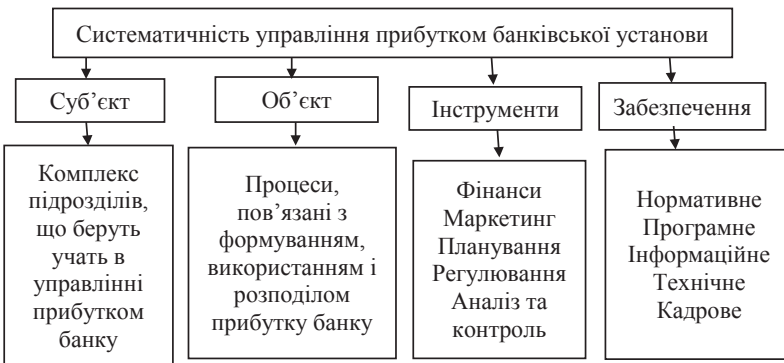 Систематичність управління прибутком банківської установи
Суб’єкт
Об’єкт
Інструменти
Забезпечення
Комплекс
підрозділів,
що беруть
учать в
управлінні
прибутком
банку
Процеси,
пов’язані з
формуванням,
використанням і
розподілом
прибутку банку
Фінанси
Маркетинг
Планування
Регулювання
Аналіз та
контроль
Нормативне
Програмне
Інформаційне
Технічне
Кадрове